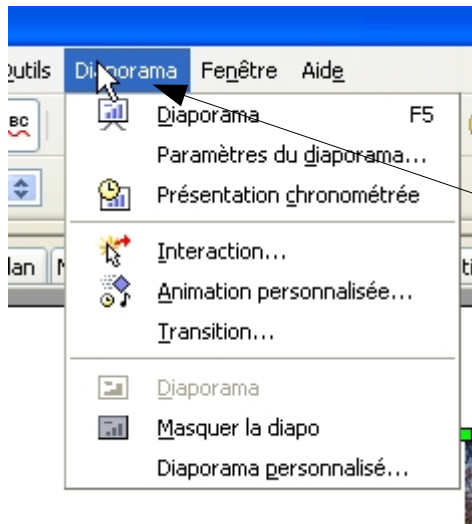 Outils Diaporama Fenêtre Aide
Diaporama F5
Paramètres du diaporama...
Présentation chronométrée
Interaction...
Animation personnalisée...
Transition...
Diaporama
Masquer la diapo
Diaporama personnalisé...